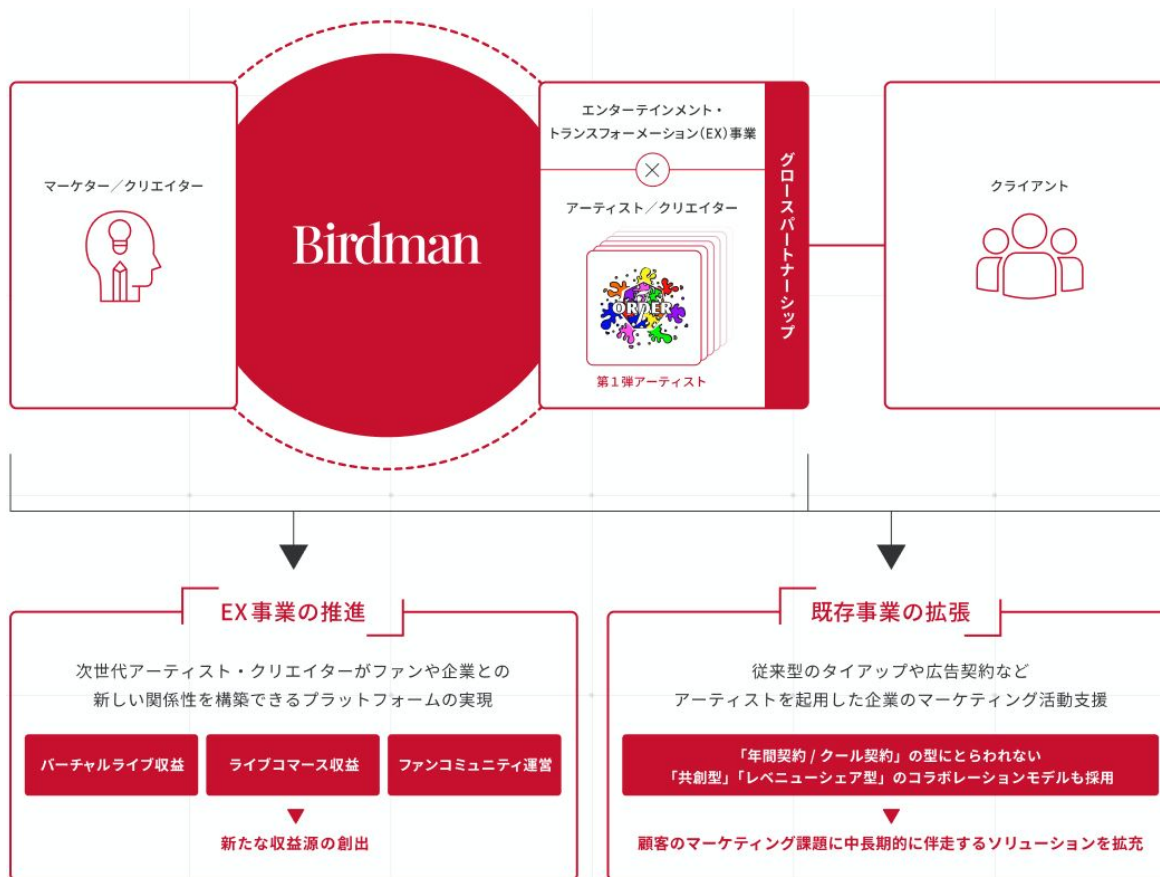 マーケター／クリエイター
Birdman
エンターテインメント・
トランスフォーメーション(EX)事業
アーティスト／クリエイター
ORDER
第1弾アーティスト
グロースパートナーシップ
クライアント
EX事業の推進
次世代アーティスト・クリエイターがファンや企業との
新しい関係性を構築できるプラットフォームの実現
バーチャルライブ収益
ライブコマース収益
ファンコミュニティ運営
新たな収益源の創出
既存事業の拡張
従来型のタイアップや広告契約など
アーティストを起用した企業のマーケティング活動支援
「年間契約 / クール契約」の型にとらわれない
「共創型」「レベニューシェア型」のコラボレーションモデルも採用
顧客のマーケティング課題に中長期的に伴走するソリューションを拡充